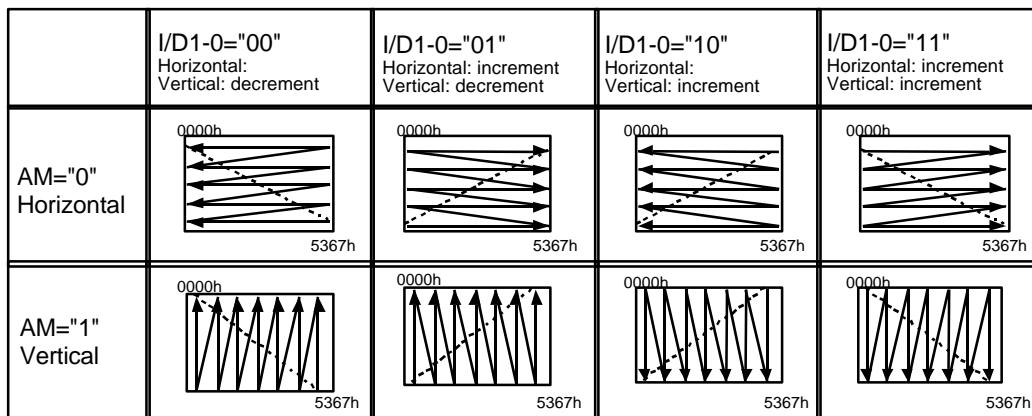 I/D1-0="00"
Horizontal:
Vertical: decrement
I/D1-0="01"
Horizontal: increment
Vertical: decrement
I/D1-0="10"
Horizontal:
Vertical: increment
I/D1-0="11"
Horizontal: increment
Vertical: increment
AM="0"
Horizontal
0000h
5367h
0000h
5367h
0000h
5367h
0000h
5367h
AM="1"
Vertical
0000h
5367h
0000h
5367h
0000h
5367h
0000h
5367h